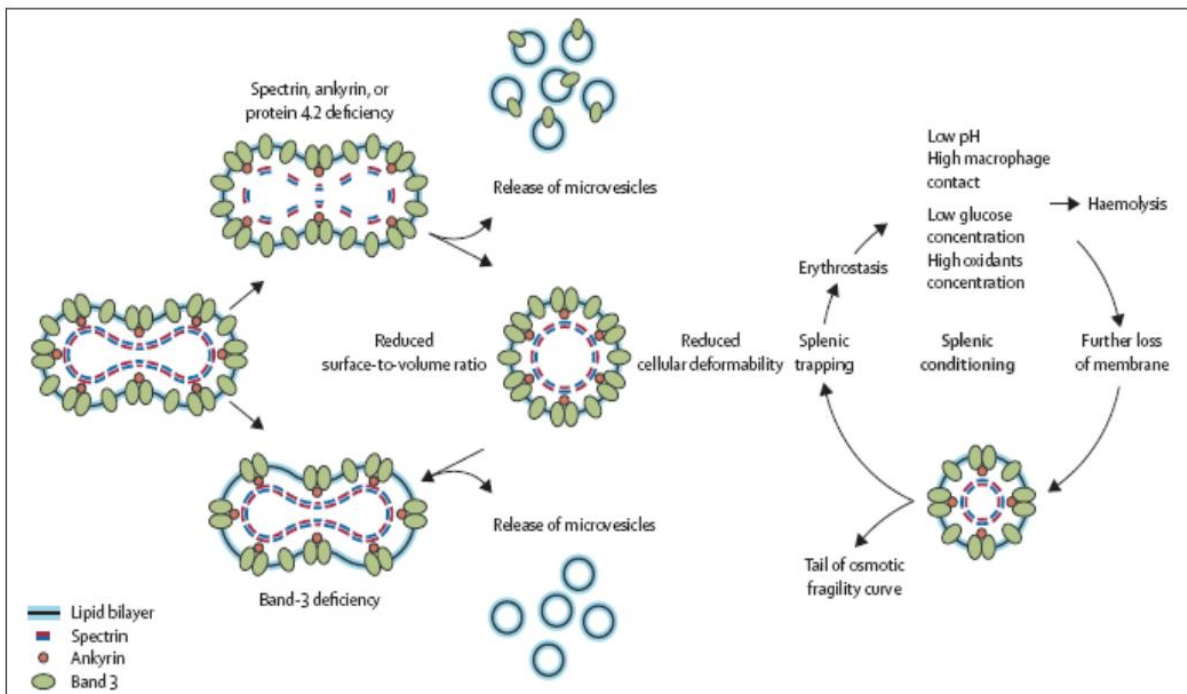 Spectrin, ankyrin, or
protein 4.2 deficiency
Release of microvesicles
Reduced
surface-to-volume ratio
Band-3 deficiency
Release of microvesicles
Reduced
cellular deformability
Splenic
trapping
Erythrostasis
Low pH
High macrophage
contact
Low glucose
concentration
High oxidants
concentration
Haemolysis
Splenic
conditioning
Further loss
of membrane
Tail of osmotic
fragility curve
Lipid bilayer
Spectrin
Ankyrin
Band 3